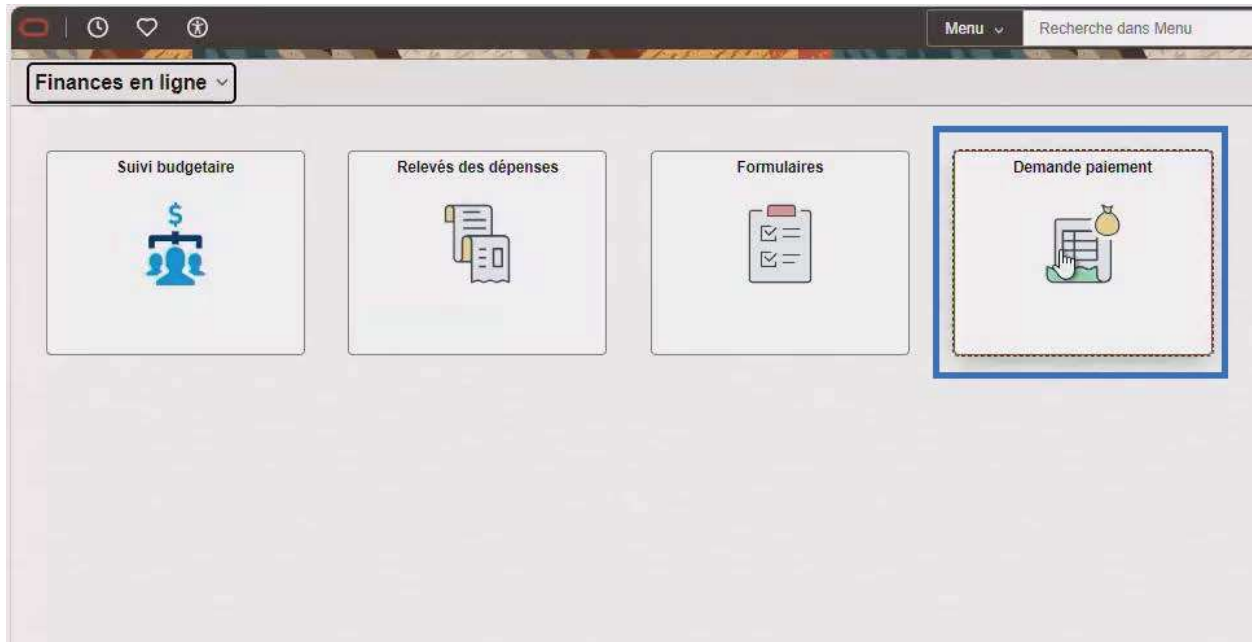 Menu
Recherche dans Menu
Finances en ligne
Suivi budgetaire
Relevés des dépenses
Formulaires
Demande paiement
$